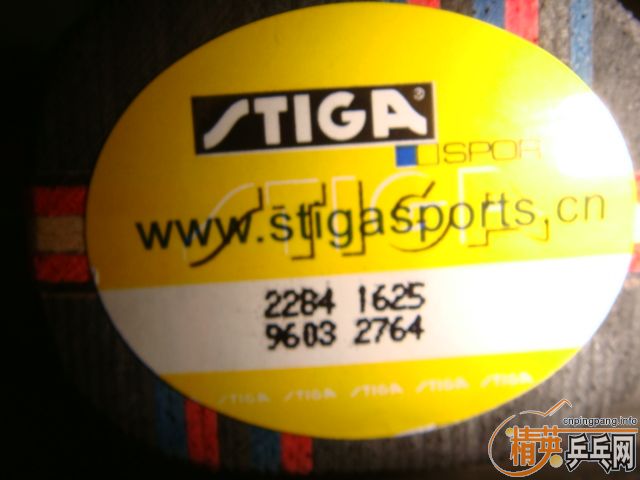 STIGA®
SPOR
STIGA
www.stigasports.cn
2284 1625
9603 2764
STIGA STIGA STIGA STIGA STIGA
cnpingpang.info
精英乒乓网